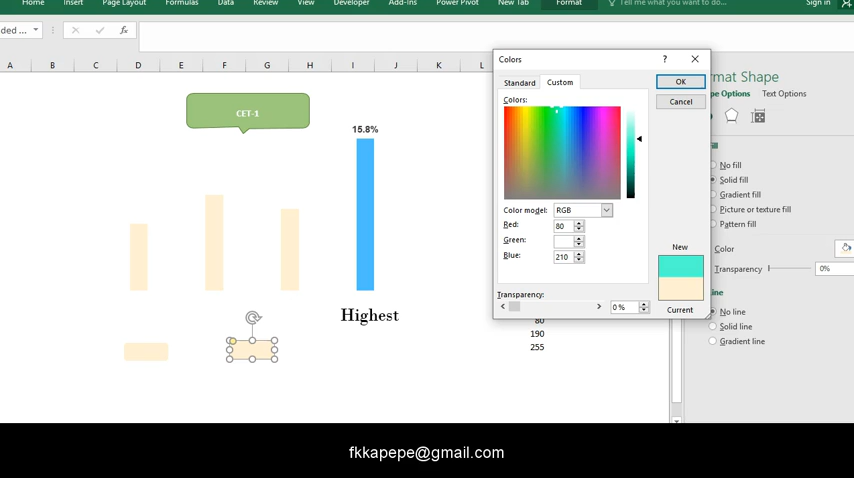 Home Insert Page Layout Formulas Data Review View Developer Add-Ins Power Pivot New Tab Format Tell me what you want to do... Sign in
ded ...
fx
A B C D E F G H I J K L
CET-1
15.8%
Highest
80
190
255
Colors ?
Standard Custom
OK
Cancel
Colors:
Color model: RGB
Red: 80
Green:
Blue: 210
Transparency:
0 %
New
Current
rmat Shape
pe Options Text Options
ill
No fill
Solid fill
Gradient fill
Picture or texture fill
Pattern fill
Color
Transparency 0%
ine
No line
Solid line
Gradient line
fkkapepe@gmail.com